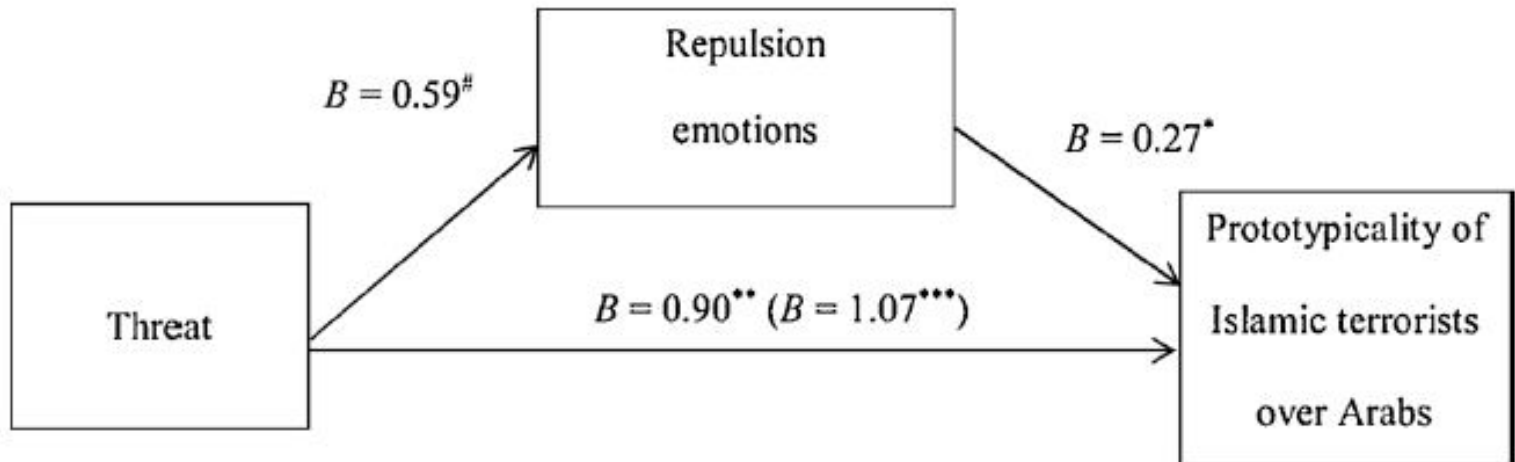 Repulsion
emotions
B = 0.59#
B = 0.27*
Threat
B = 0.90** (B = 1.07***)
Prototypicality of
Islamic terrorists
over Arabs